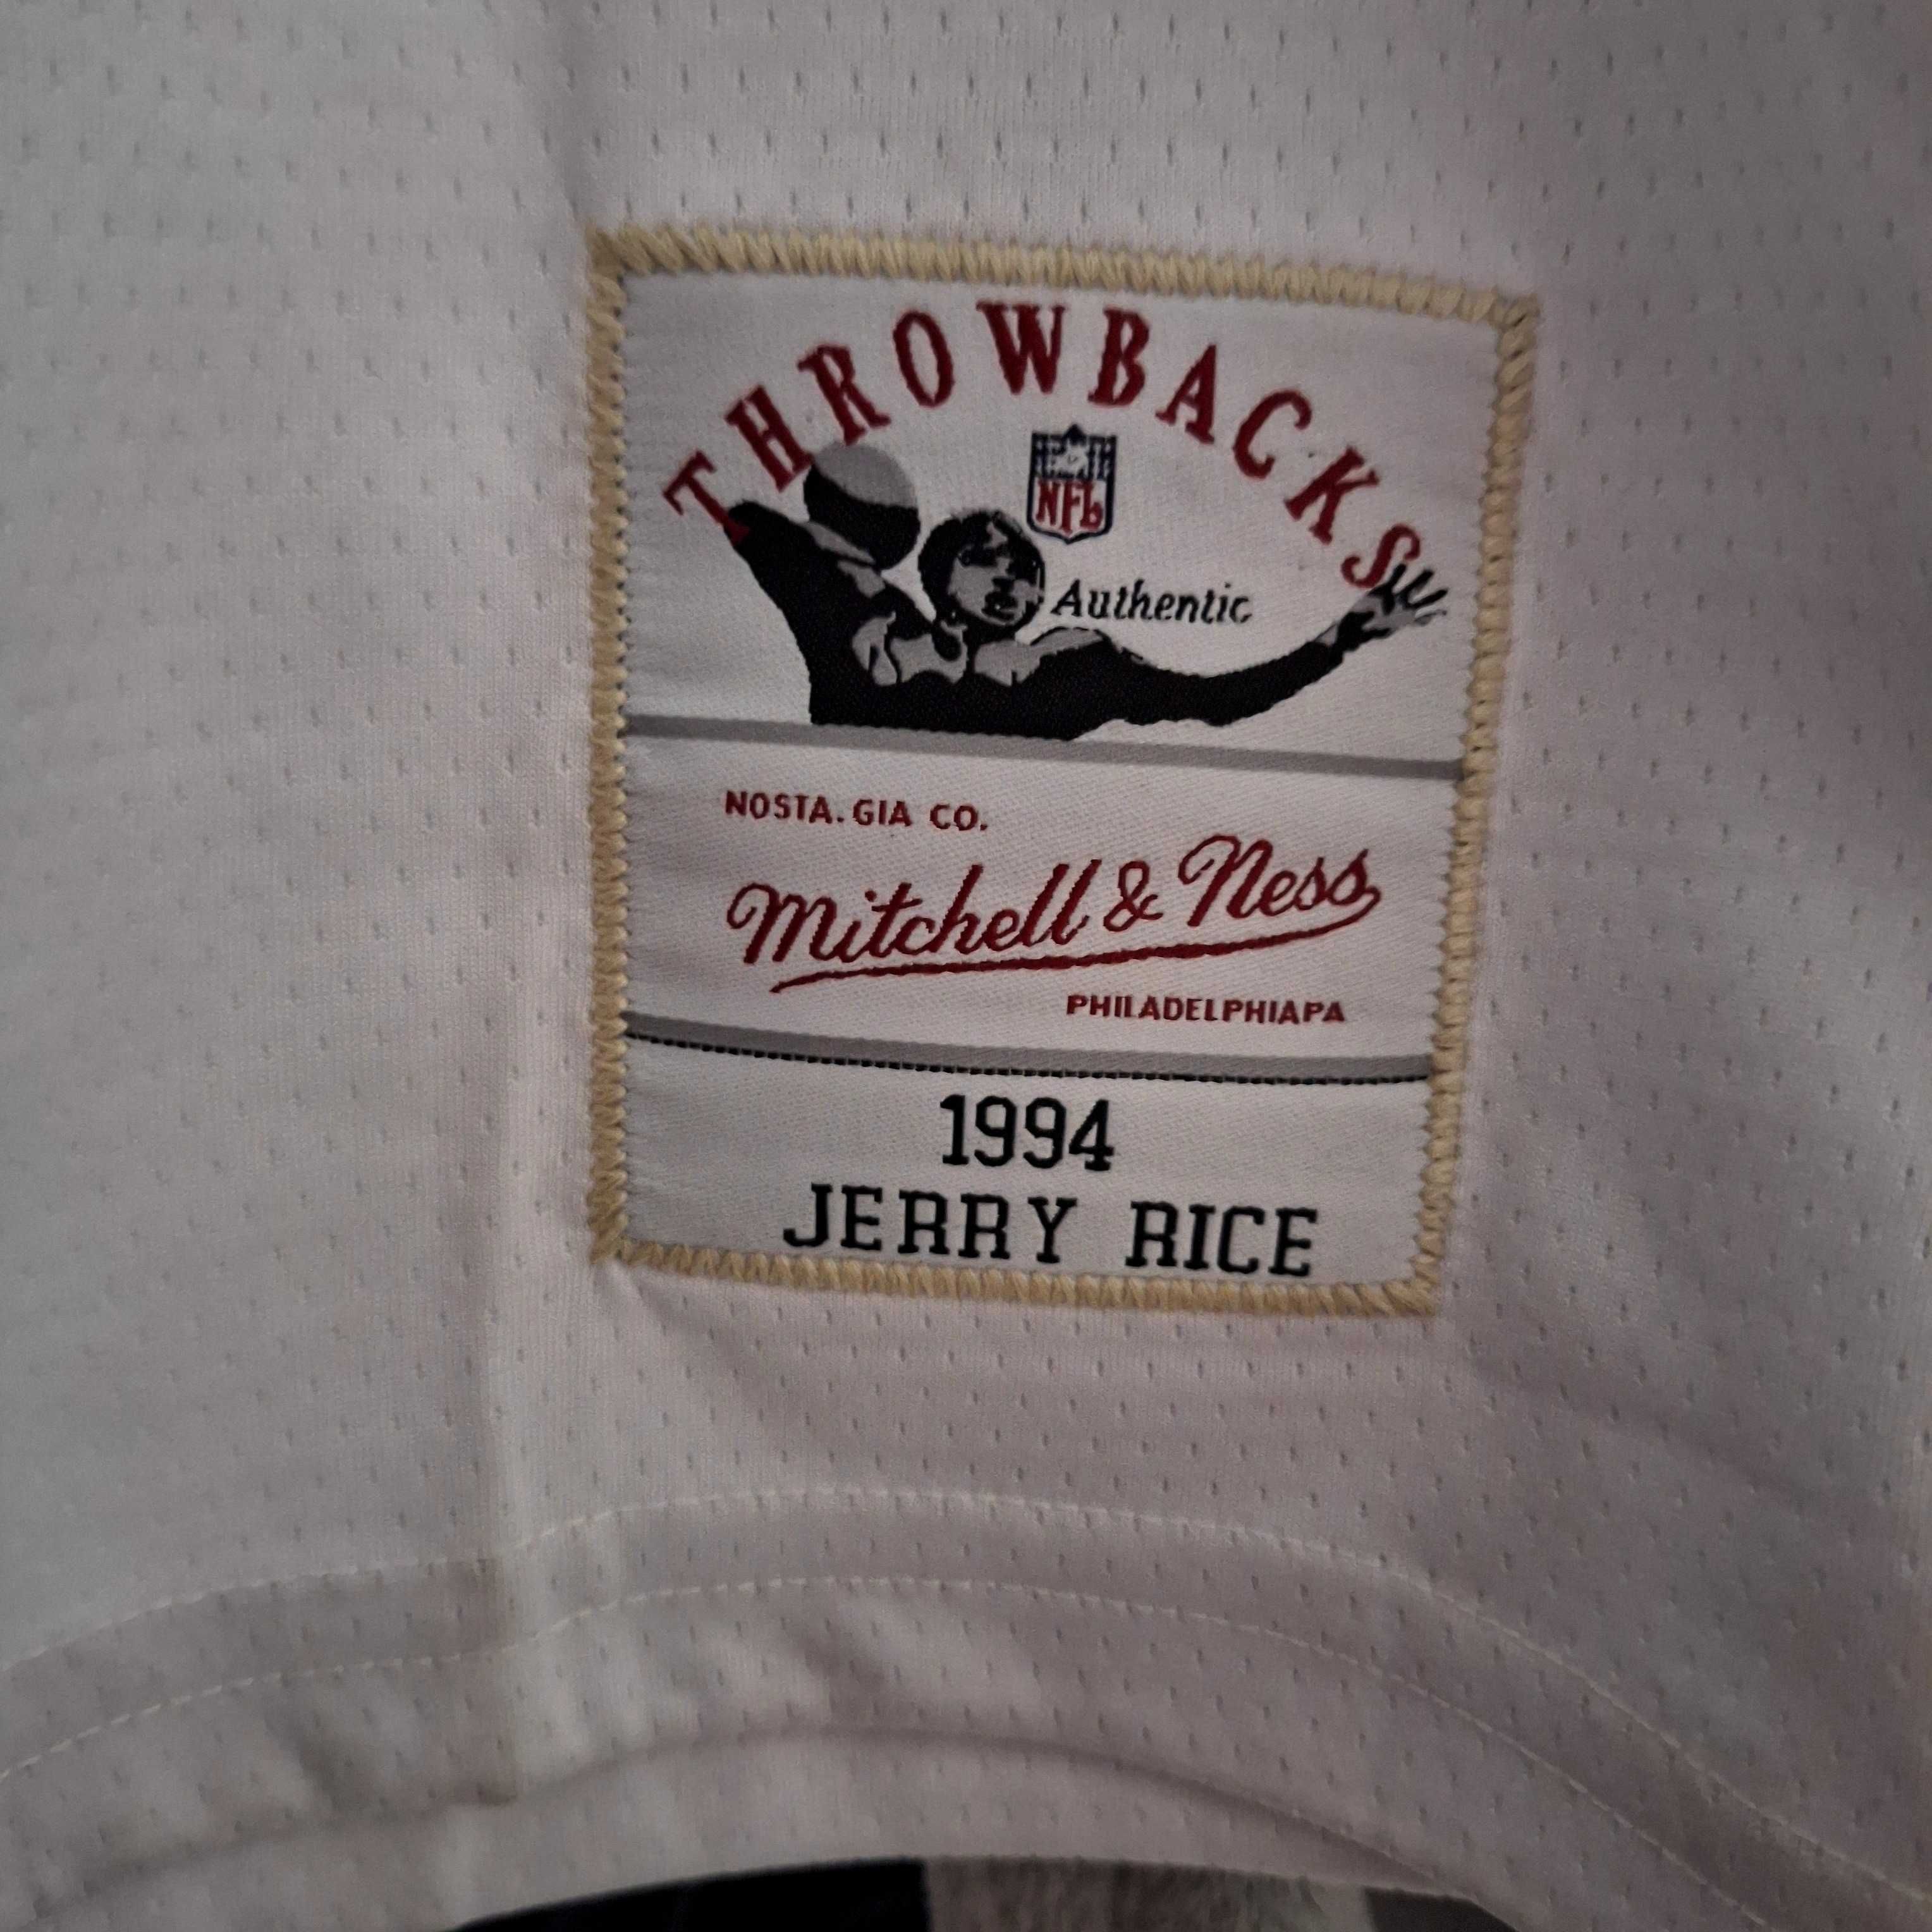 THROWBACKS
NFL
Authentic
NOSTA.GIA CO.
Mitchell & Ness
PHILADELPHIAPA
1994
JERRY RICE